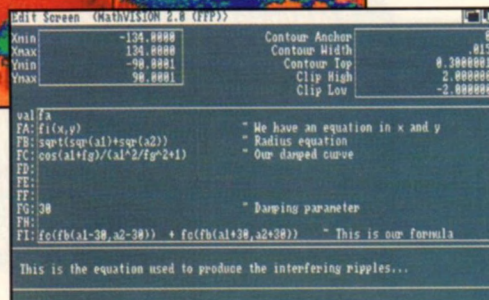 Edit Screen (MathVISION 2.0 (FFP))
Xmin -134.0000 Contour Anchor 0
Xmax 134.0000 Contour Width .015
Ymin -90.0001 Contour Top 0.3000001
Ymax 90.0001 Clip High 2.000000
Clip Low -2.000000
val fa
FA: fi(x,y) ~ We have an equation in x and y
FB: sqrt(sqr(a1)+sqr(a2)) ~ Radius equation
FC: cos(a1+fg)/(a1^2/fg^2+1) ~ Our damped curve
FD:
FE:
FF:
FG: 30 ~ Damping parameter
FH:
FI: fc(fb(a1-30,a2-30)) + fc(fb(a1+30,a2+30)) ~ This is our formula
This is the equation used to produce the interfering ripples...